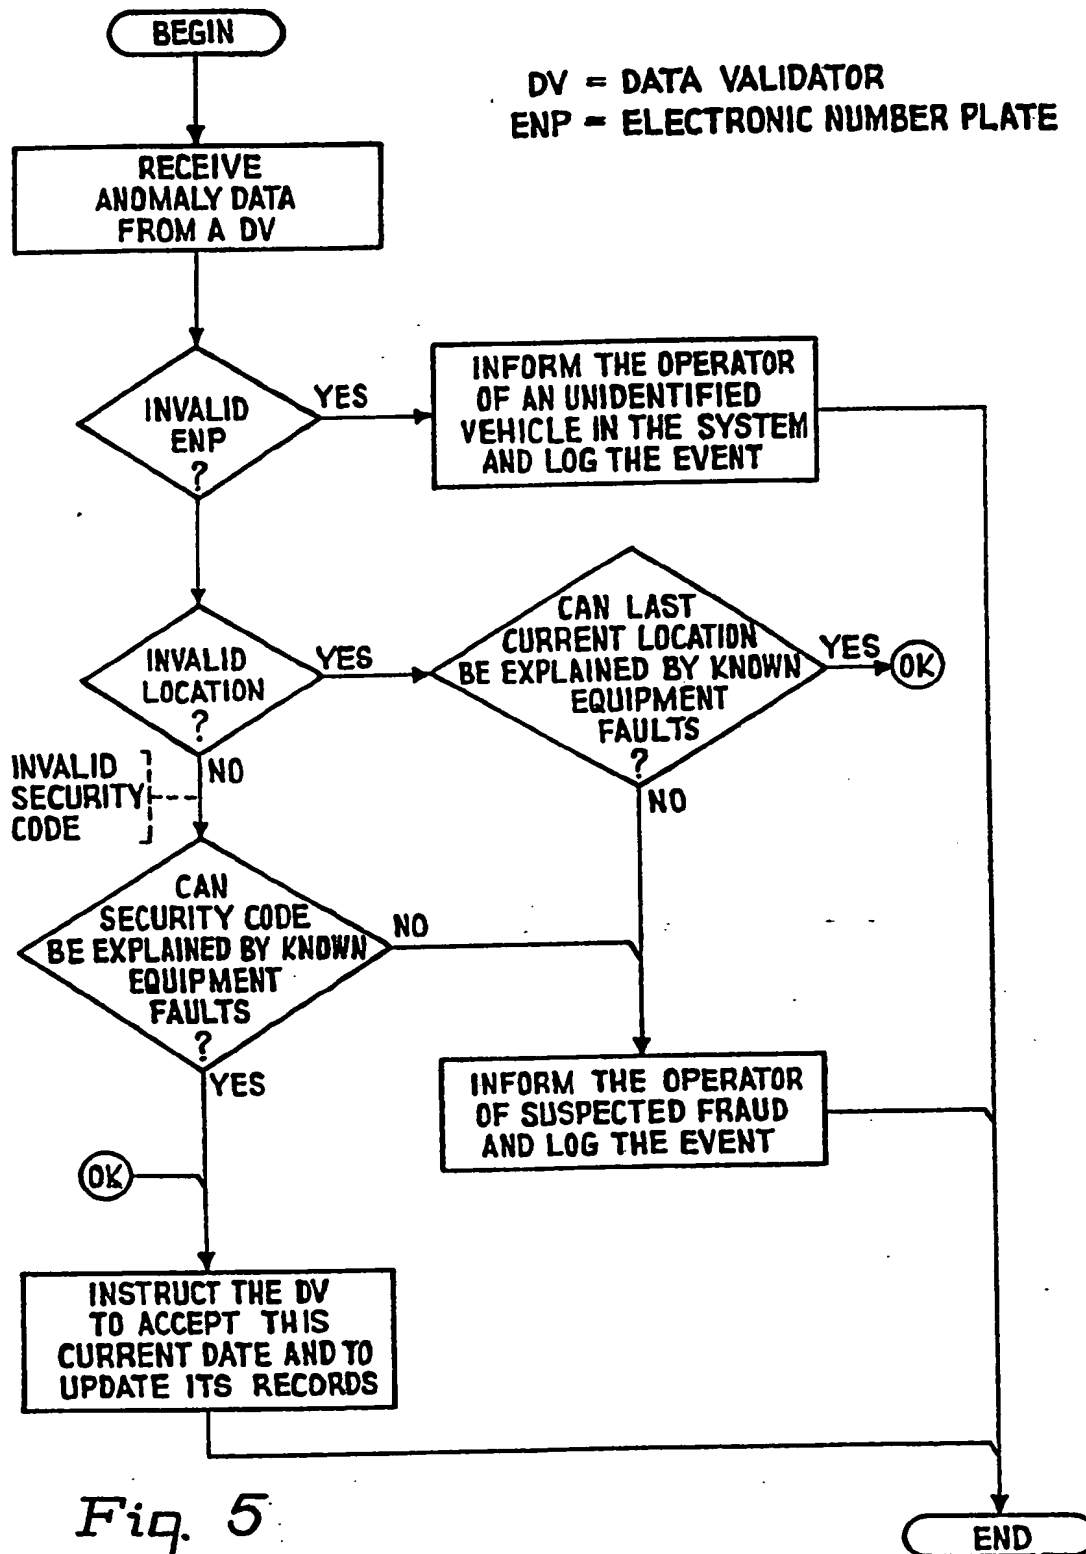 BEGIN
DV = DATA VALIDATOR
ENP = ELECTRONIC NUMBER PLATE
RECEIVE
ANOMALY DATA
FROM A DV
INVALID
ENP
?
YES
INFORM THE OPERATOR
OF AN UNIDENTIFIED
VEHICLE IN THE SYSTEM
AND LOG THE EVENT
INVALID
LOCATION
?
YES
CAN LAST
CURRENT LOCATION
BE EXPLAINED BY KNOWN
EQUIPMENT
FAULTS
?
YES
OK
NO
INVALID
SECURITY
CODE
NO
CAN
SECURITY CODE
BE EXPLAINED BY KNOWN
EQUIPMENT
FAULTS
?
NO
YES
INFORM THE OPERATOR
OF SUSPECTED FRAUD
AND LOG THE EVENT
OK
INSTRUCT THE DV
TO ACCEPT THIS
CURRENT DATE AND TO
UPDATE ITS RECORDS
Fig. 5
END